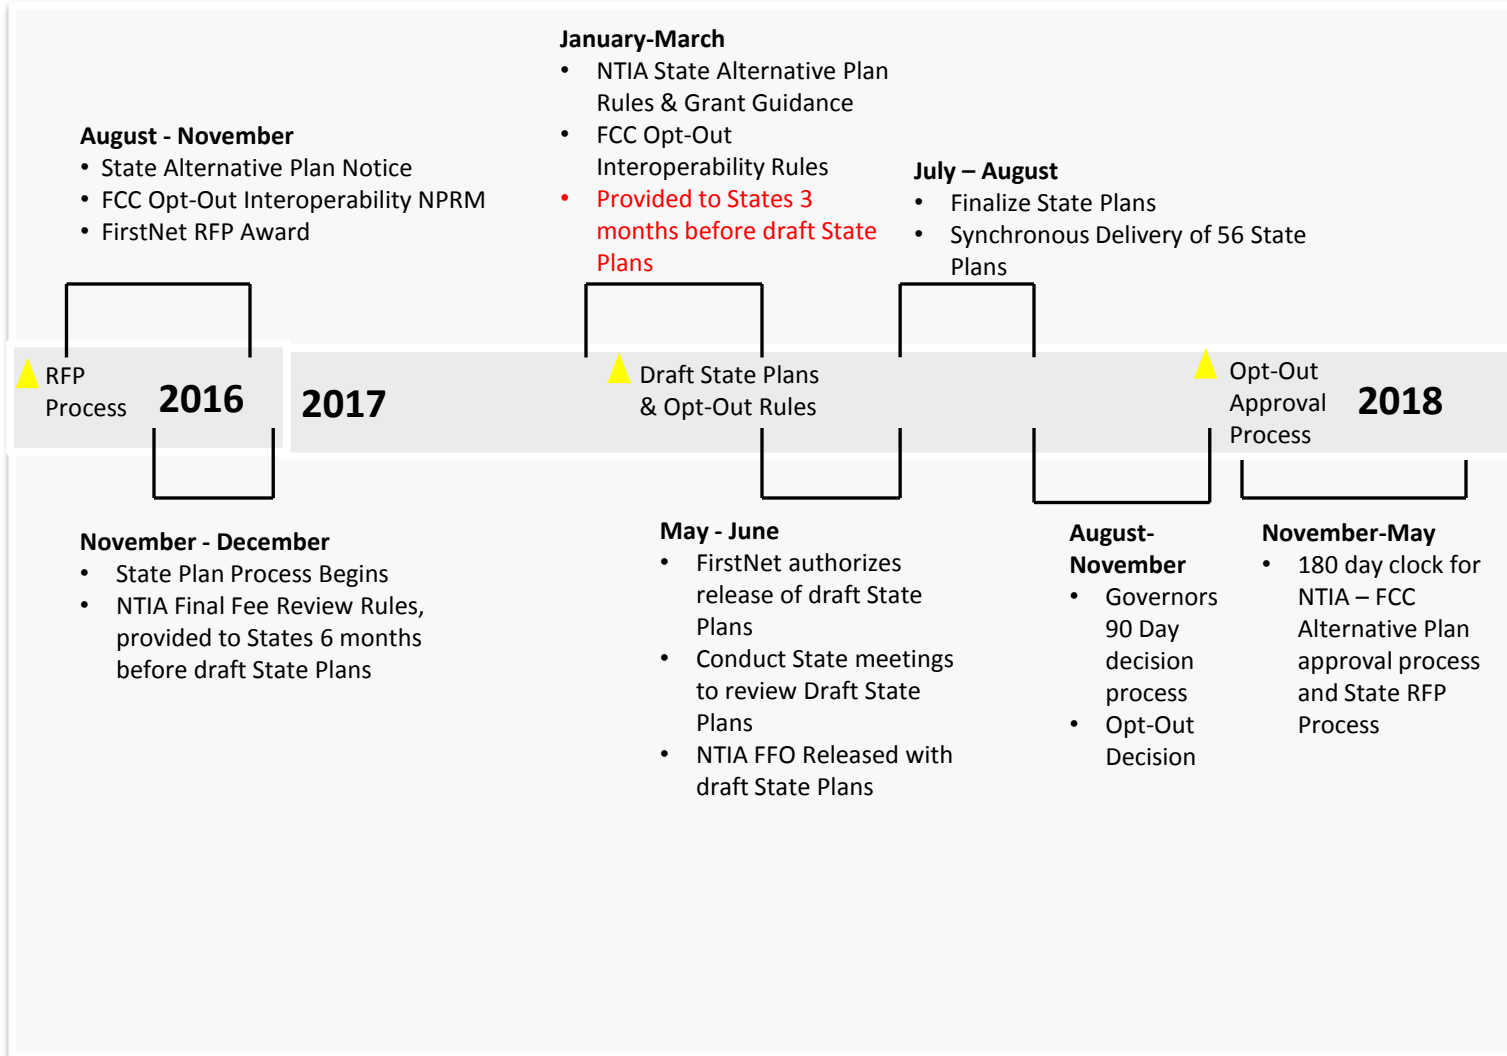 January-March
• NTIA State Alternative Plan
Rules & Grant Guidance
• FCC Opt-Out
Interoperability Rules
• Provided to States 3
months before draft State
Plans
August - November
• State Alternative Plan Notice
• FCC Opt-Out Interoperability NPRM
• FirstNet RFP Award
July – August
• Finalize State Plans
• Synchronous Delivery of 56 State
Plans
RFP
Process
2016
2017
Draft State Plans
& Opt-Out Rules
Opt-Out
Approval
Process
2018
November - December
• State Plan Process Begins
• NTIA Final Fee Review Rules,
provided to States 6 months
before draft State Plans
May - June
• FirstNet authorizes
release of draft State
Plans
• Conduct State meetings
to review Draft State
Plans
• NTIA FFO Released with
draft State Plans
August-
November
• Governors
90 Day
decision
process
• Opt-Out
Decision
November-May
• 180 day clock for
NTIA – FCC
Alternative Plan
approval process
and State RFP
Process